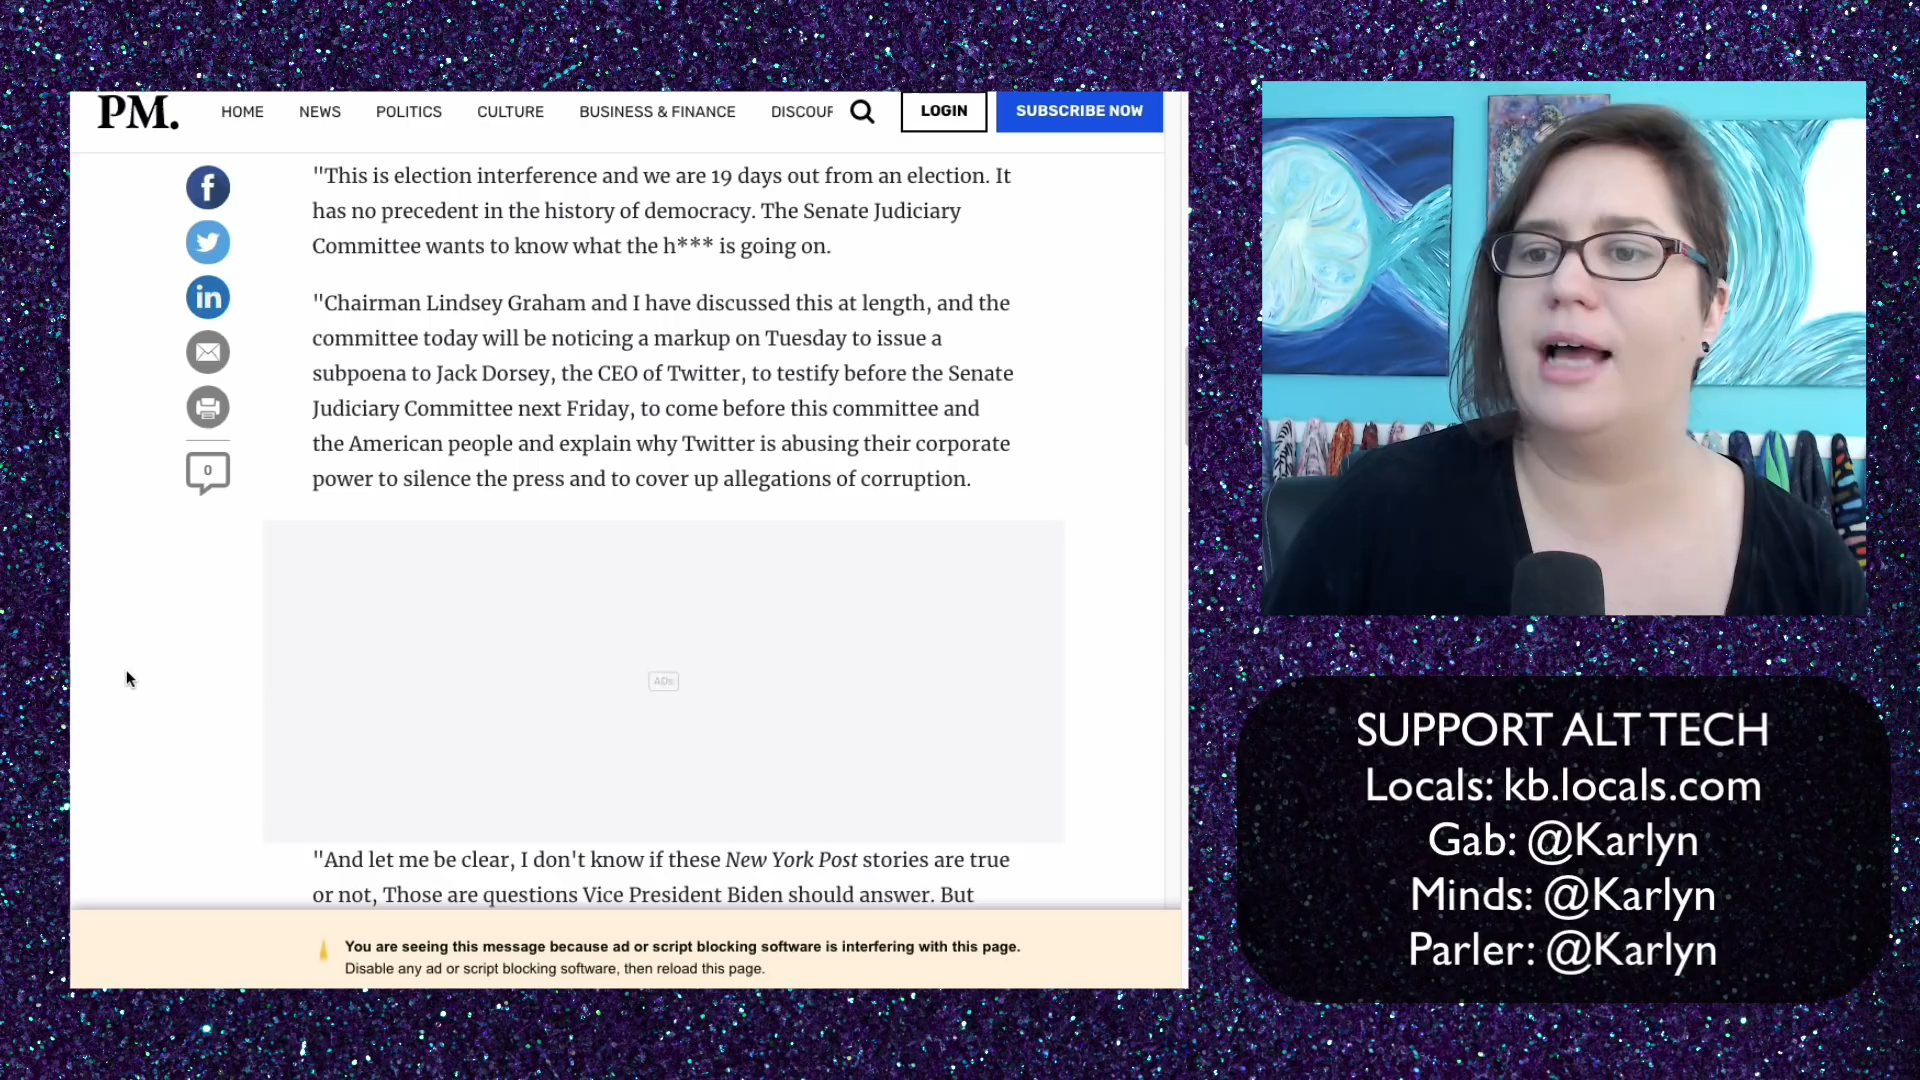 PM.
HOME NEWS POLITICS CULTURE BUSINESS & FINANCE DISCOUR LOGIN SUBSCRIBE NOW
"This is election interference and we are 19 days out from an election. It
has no precedent in the history of democracy. The Senate Judiciary
Committee wants to know what the h*** is going on.
"Chairman Lindsey Graham and I have discussed this at length, and the
committee today will be noticing a markup on Tuesday to issue a
subpoena to Jack Dorsey, the CEO of Twitter, to testify before the Senate
Judiciary Committee next Friday, to come before this committee and
the American people and explain why Twitter is abusing their corporate
power to silence the press and to cover up allegations of corruption.
0
ADs
"And let me be clear, I don't know if these New York Post stories are true
or not, Those are questions Vice President Biden should answer. But
You are seeing this message because ad or script blocking software is interfering with this page.
Disable any ad or script blocking software, then reload this page.
SUPPORT ALT TECH
Locals: kb.locals.com
Gab: @Karlyn
Minds: @Karlyn
Parler: @Karlyn